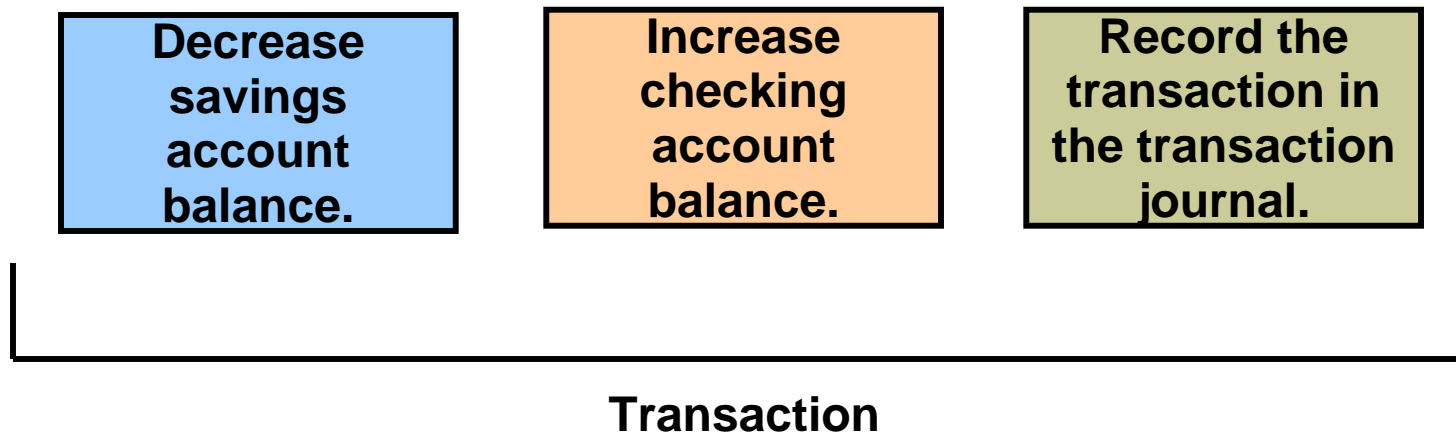 Decrease
savings
account
balance.
Increase
checking
account
balance.
Record the
transaction in
the transaction
journal.
Transaction